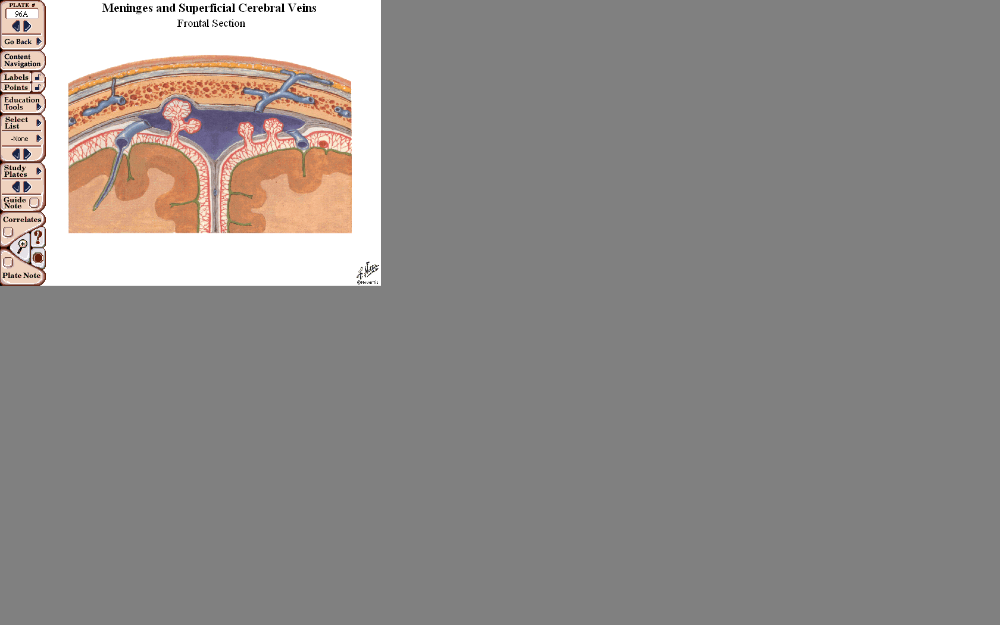 PLATE #
96A
Go Back
Content
Navigation
Labels
Points
Education
Tools
Select
List
-None
Study
Plates
Guide
Note
Correlates
?
Plate Note
Meninges and Superficial Cerebral Veins
Frontal Section
F. Netter
©Novartis